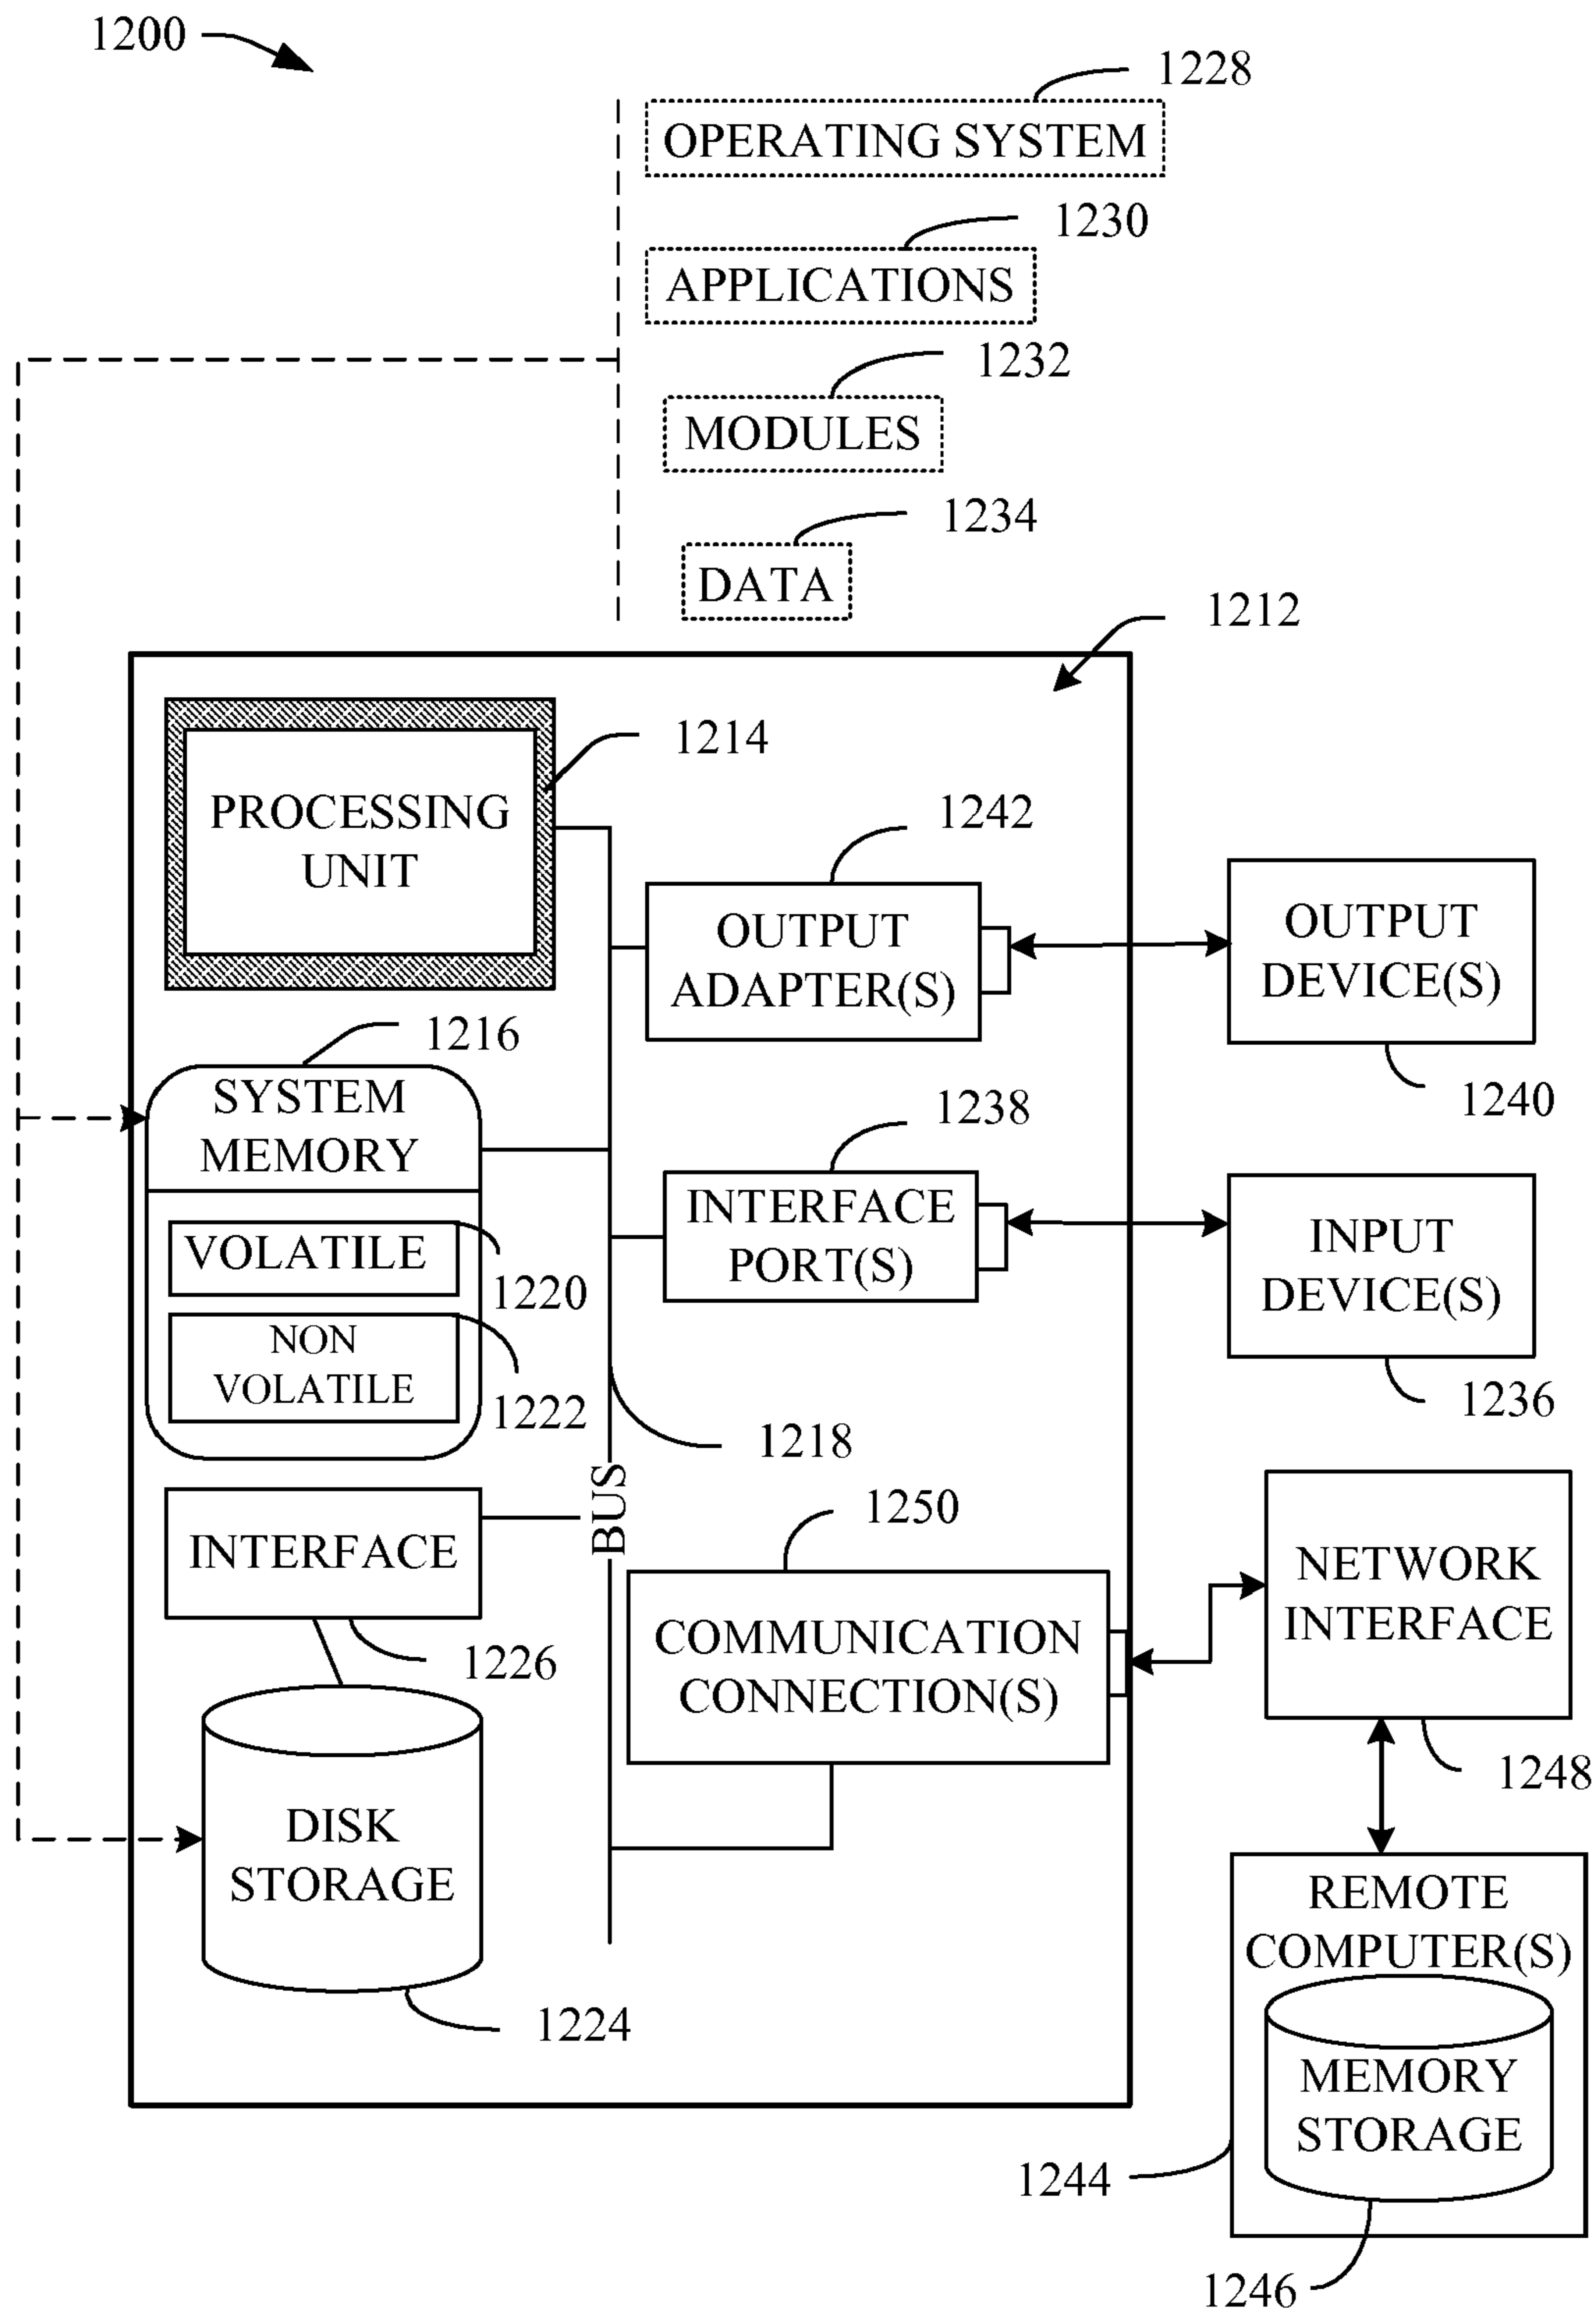 1200
1228
OPERATING SYSTEM
1230
APPLICATIONS
1232
MODULES
1234
DATA
1212
1214
PROCESSING
UNIT
1242
OUTPUT
ADAPTER(S)
OUTPUT
DEVICE(S)
1240
1216
SYSTEM
MEMORY
1238
INTERFACE
PORT(S)
INPUT
DEVICE(S)
1236
VOLATILE
1220
NON
VOLATILE
1222
1218
BUS
INTERFACE
1226
1250
COMMUNICATION
CONNECTION(S)
NETWORK
INTERFACE
1248
DISK
STORAGE
1224
REMOTE
COMPUTER(S)
MEMORY
STORAGE
1244
1246